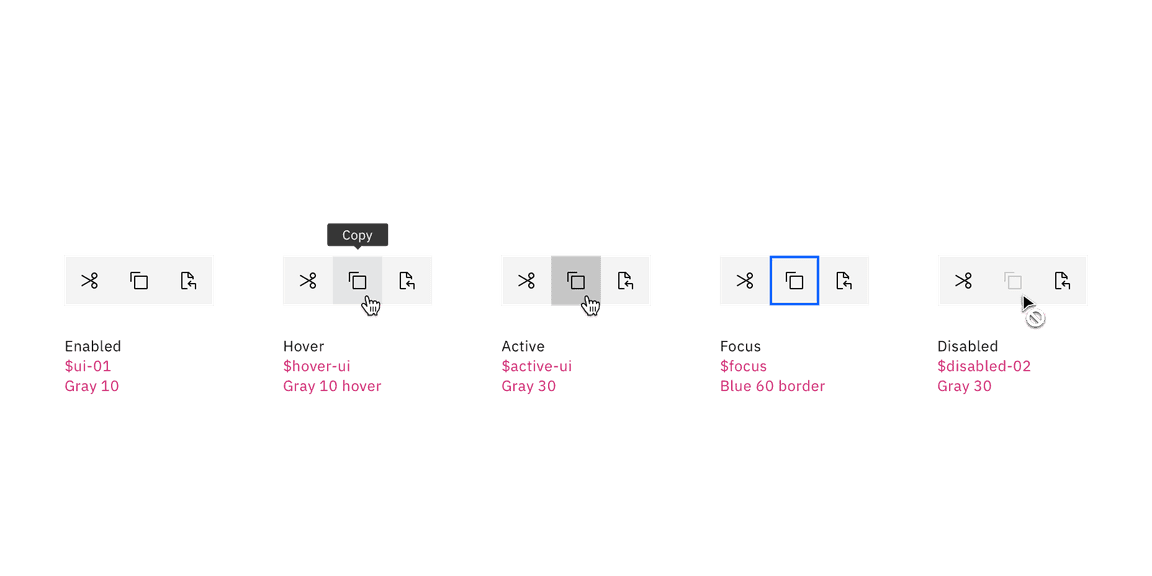 Copy
Enabled
$ui-01
Gray 10
Hover
$hover-ui
Gray 10 hover
Active
$active-ui
Gray 30
Focus
$focus
Blue 60 border
Disabled
$disabled-02
Gray 30